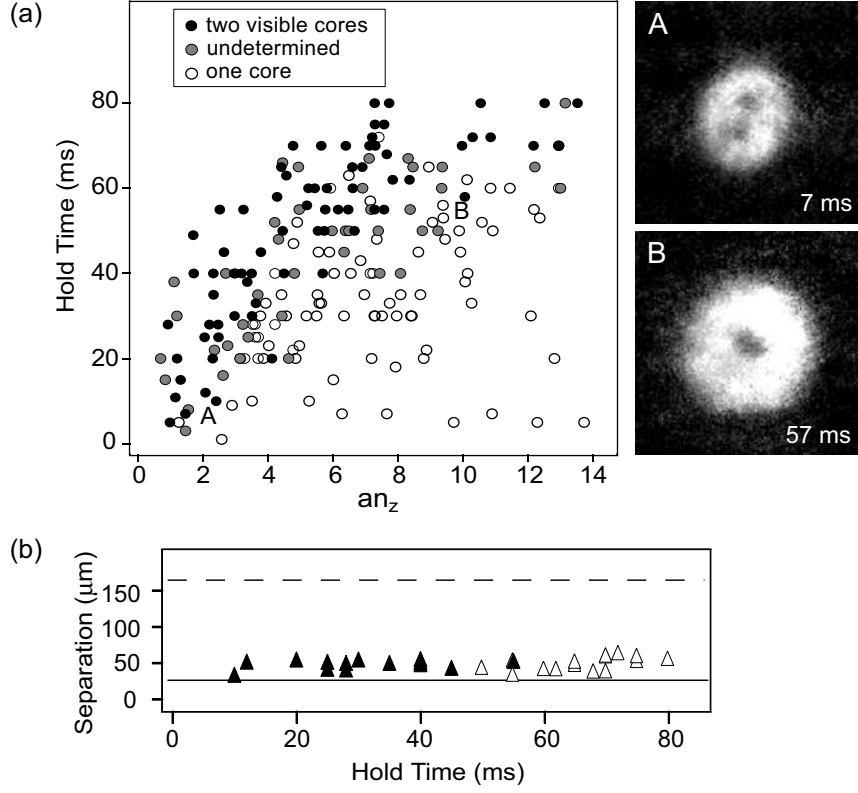 (a)
two visible cores
undetermined
one core
Hold Time (ms)
80
60
40
20
0
A
B
0 2 4 6 8 10 12 14
an_z
A
7 ms
B
57 ms
(b)
Separation (μm)
150
100
50
0
0 20 40 60 80
Hold Time (ms)